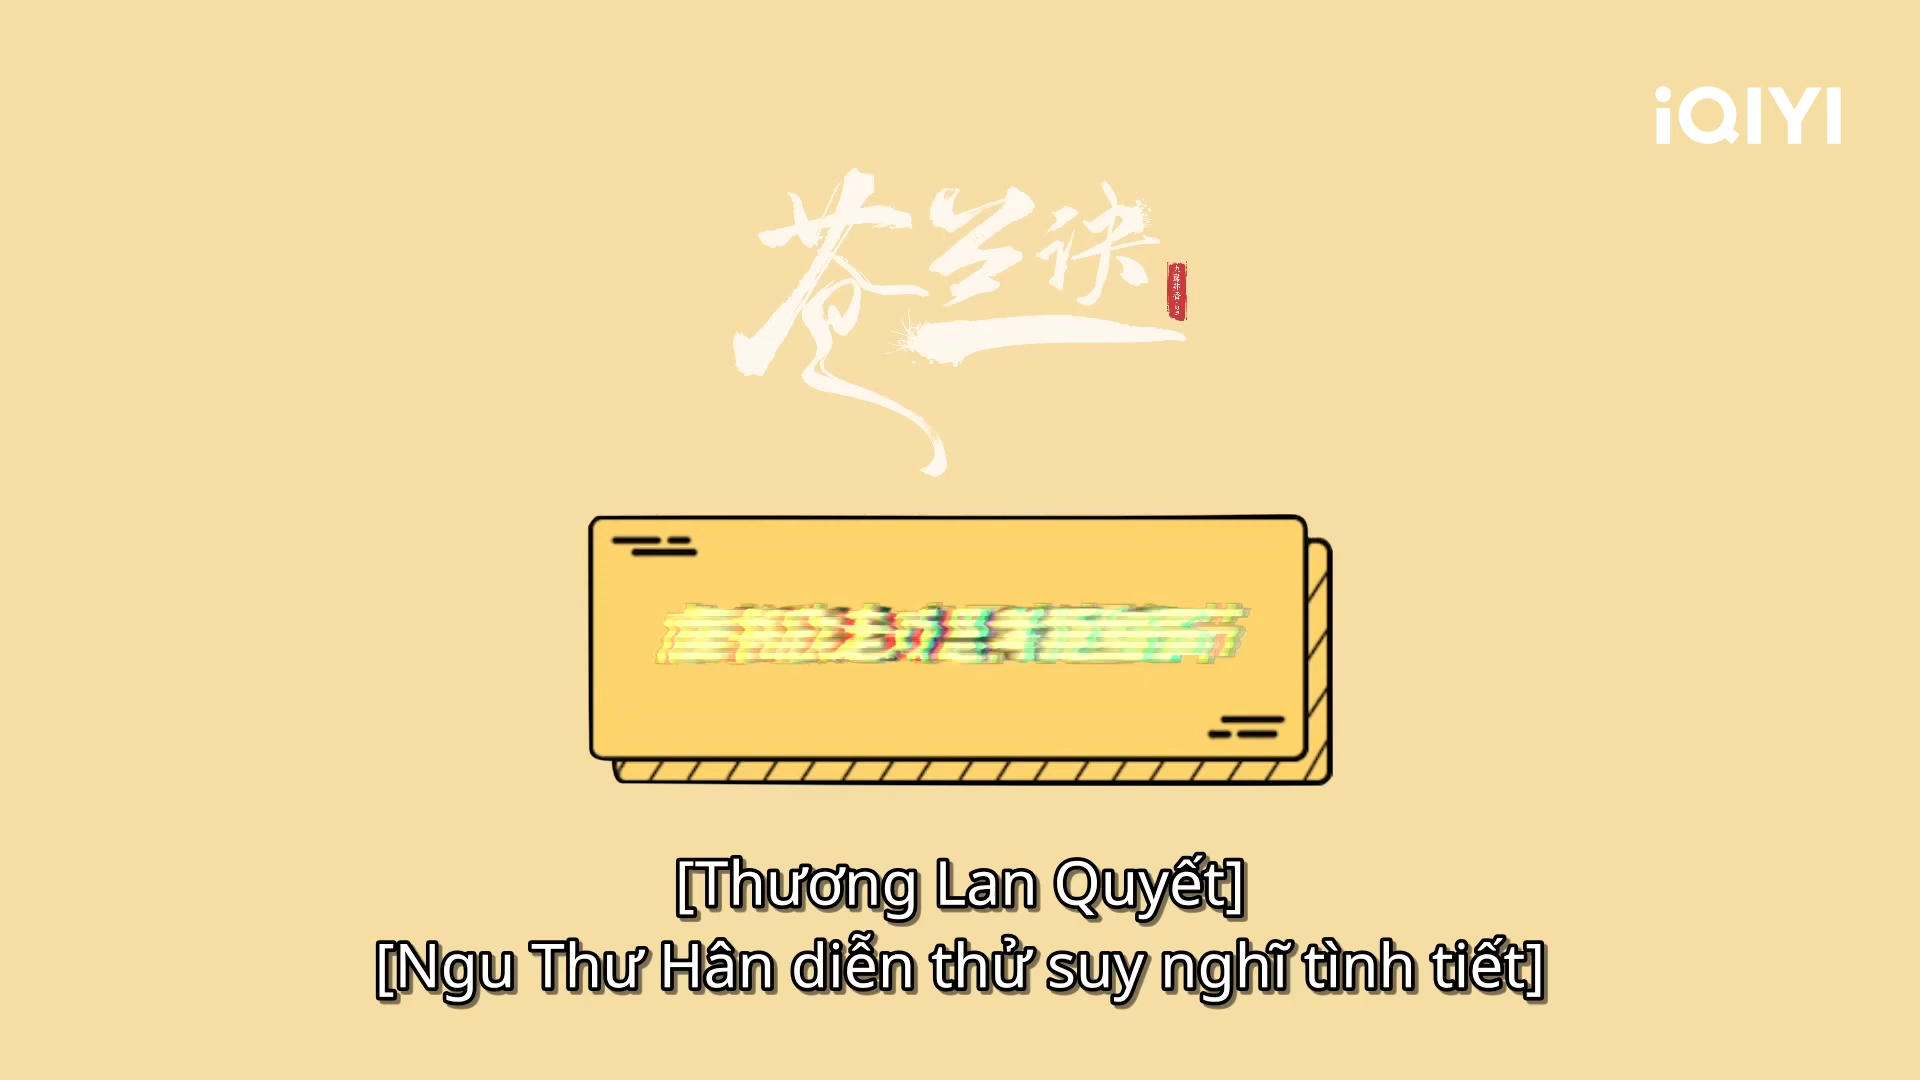 iQIYI
苍兰诀
[Thương Lan Quyết]
[Ngu Thư Hân diễn thử suy nghĩ tình tiết]